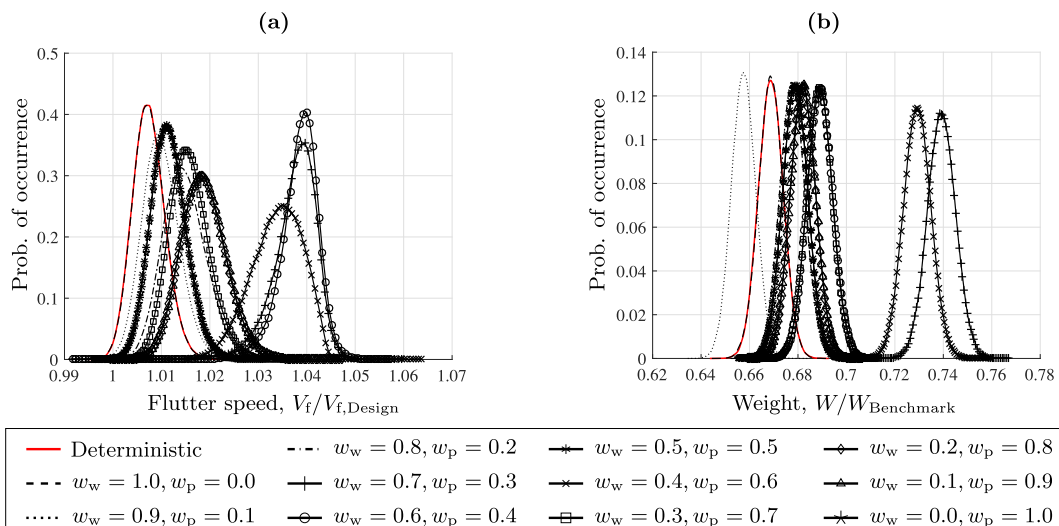 (a)
(b)
Prob. of occurrence
0.5
0.4
0.3
0.2
0.1
0
0.99
1
1.01
1.02
1.03
1.04
1.05
1.06
1.07
Flutter speed, V_f/V_f,Design
Prob. of occurrence
0.14
0.12
0.1
0.08
0.06
0.04
0.02
0
0.62
0.64
0.66
0.68
0.7
0.72
0.74
0.76
0.78
Weight, W/W_Benchmark
Deterministic
w_w = 1.0, w_p = 0.0
w_w = 0.9, w_p = 0.1
w_w = 0.8, w_p = 0.2
w_w = 0.7, w_p = 0.3
w_w = 0.6, w_p = 0.4
w_w = 0.5, w_p = 0.5
w_w = 0.4, w_p = 0.6
w_w = 0.3, w_p = 0.7
w_w = 0.2, w_p = 0.8
w_w = 0.1, w_p = 0.9
w_w = 0.0, w_p = 1.0